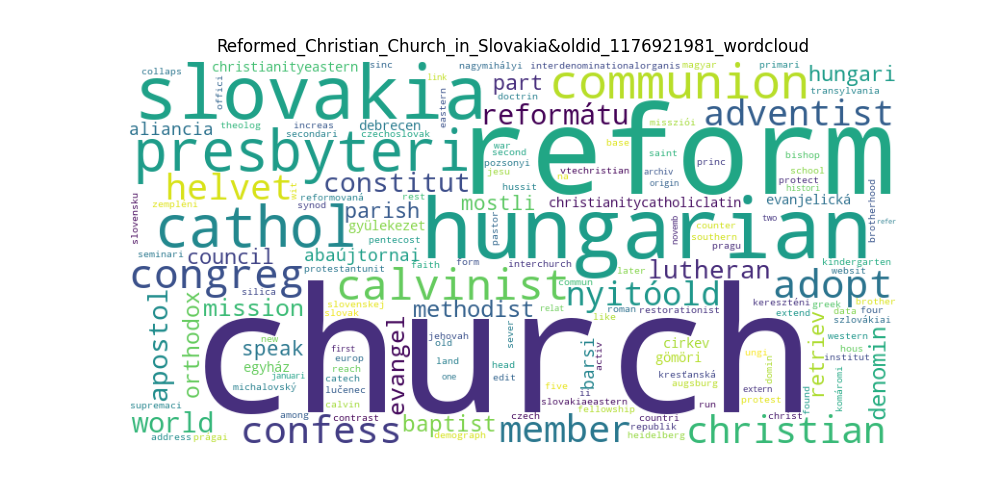 Reformed_Christian_Church_in_Slovakia&oldid_1176921981_wordcloud
collaps christianityeastern sinc nagymihályi interdenominationalorganis magyar primari
offici slovakia link eastern part communion hungari
doctrin transylvania
aliancia theolog increas debrecen reformátu missziói adventist
secondari czechoslovak
presbyteri war second base reform bishop
pozsonyi saint princ school
jesu vtechristian archiv protect histori
helvet reformovaná constitut hussit na origin
zempléni sit rest mostli christianitycatholiclatin evanjelická brotherhood
slovensku cathol synod parish pastor hungarian novemb counter two refer
gyülekezet southern
pentecost pragu
seminari council abaújtornai form interchurch later kindergarten
congreg protestantunit faith lutheran websit
silica calvinist commun nyitóold adopt
apostol orthodox mission slovenskej methodist relat roman restorationist kereszténi greek brother
slovak like extend data four
new church jehovah sever cirkev szlovákiai
speak first old barsi activ gömöri ungi retriev western
egyház europ evangel land head kresťanská domin hous denomin
reach institut
michalovský catech lučenec one edit five ii augsburg extern found komáromi
supremaci calvin slovakiaeastern protest
among contrast czech fellowship countri run christ
world confess baptist member republik christian
address prágai demograph heidelberg